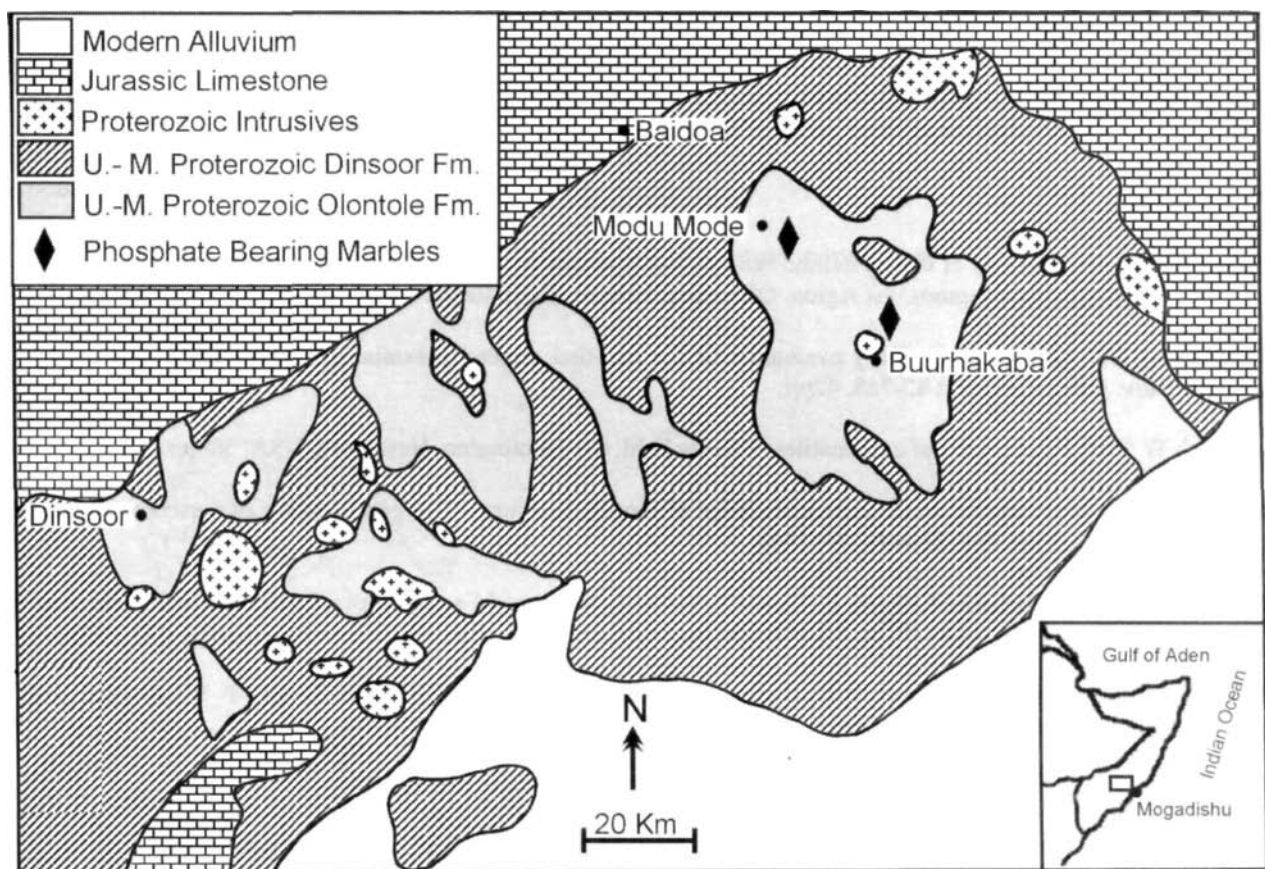 Modern Alluvium
Jurassic Limestone
Proterozoic Intrusives
U.- M. Proterozoic Dinsoor Fm.
U.-M. Proterozoic Olontole Fm.
Phosphate Bearing Marbles
Baidoa
Modu Mode
Buurhakaba
Dinsoor
N
20 Km
Gulf of Aden
Indian Ocean
Mogadishu